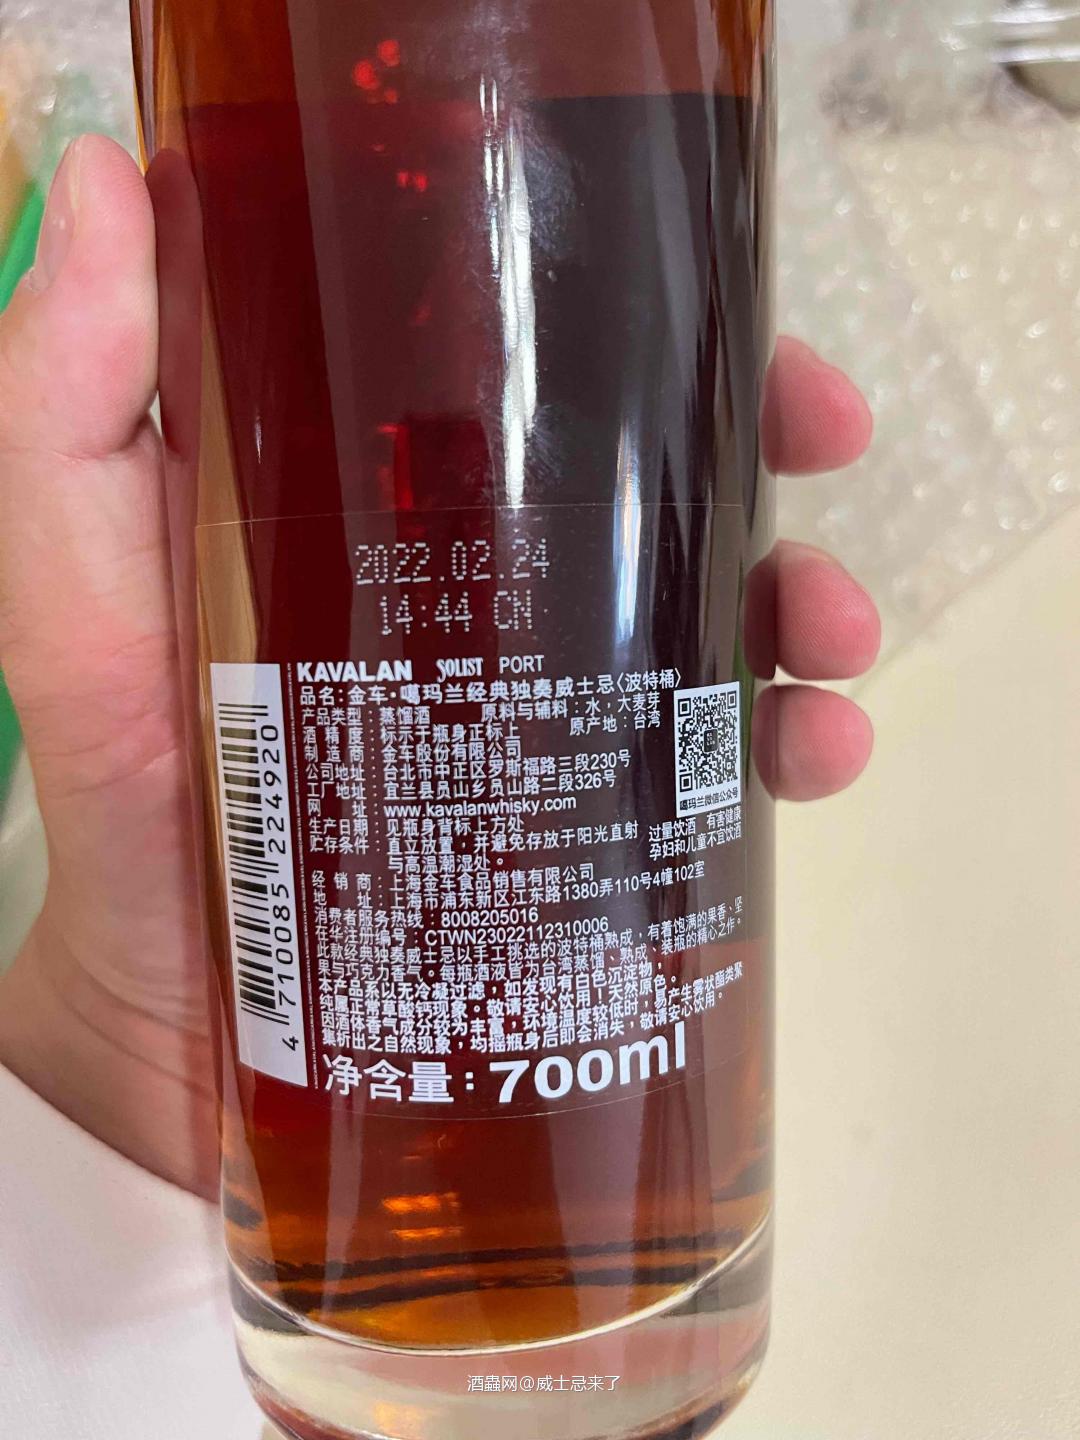 2022.02.24
14:44 CN
KAVALAN SOLIST PORT
品名:金车·噶玛兰经典独奏威士忌〈波特桶〉
产品类型:蒸馏酒 原料与辅料:水,大麦芽
酒精度:标示于瓶身正标上 原产地:台湾
制造商:金车股份有限公司
公司地址:台北市中正区罗斯福路三段230号
工厂地址:宜兰县员山乡员山路二段326号
网址:www.kavalanwhisky.com
生产日期:见瓶身背标上方处
贮存条件:直立放置,并避免存放于阳光直射
与高温潮湿处。
噶玛兰微信公众号
过量饮酒 有害健康
孕妇和儿童不宜饮酒
经销商:上海金车食品销售有限公司
地址:上海市浦东新区江东路1380弄110号4幢102室
消费者服务热线:8008205016
在华注册编号:CTWN23022112310006
此款经典独奏威士忌以手工挑选的波特桶熟成,有着饱满的果香、坚
果与巧克力香气。每瓶酒液皆为台湾蒸馏、熟成、装瓶的精心之作。
本产品系以无冷凝过滤,如发现有白色沉淀物,
纯属正常草酸钙现象。敬请安心饮用!天然原色。
因酒体香气成分较为丰富,环境温度较低时,易产生雾状酯类聚
集析出之自然现象,均摇瓶身后即会消失,敬请安心饮用。
净含量:700ml
4 710085 224920
酒蟲网@威士忌来了